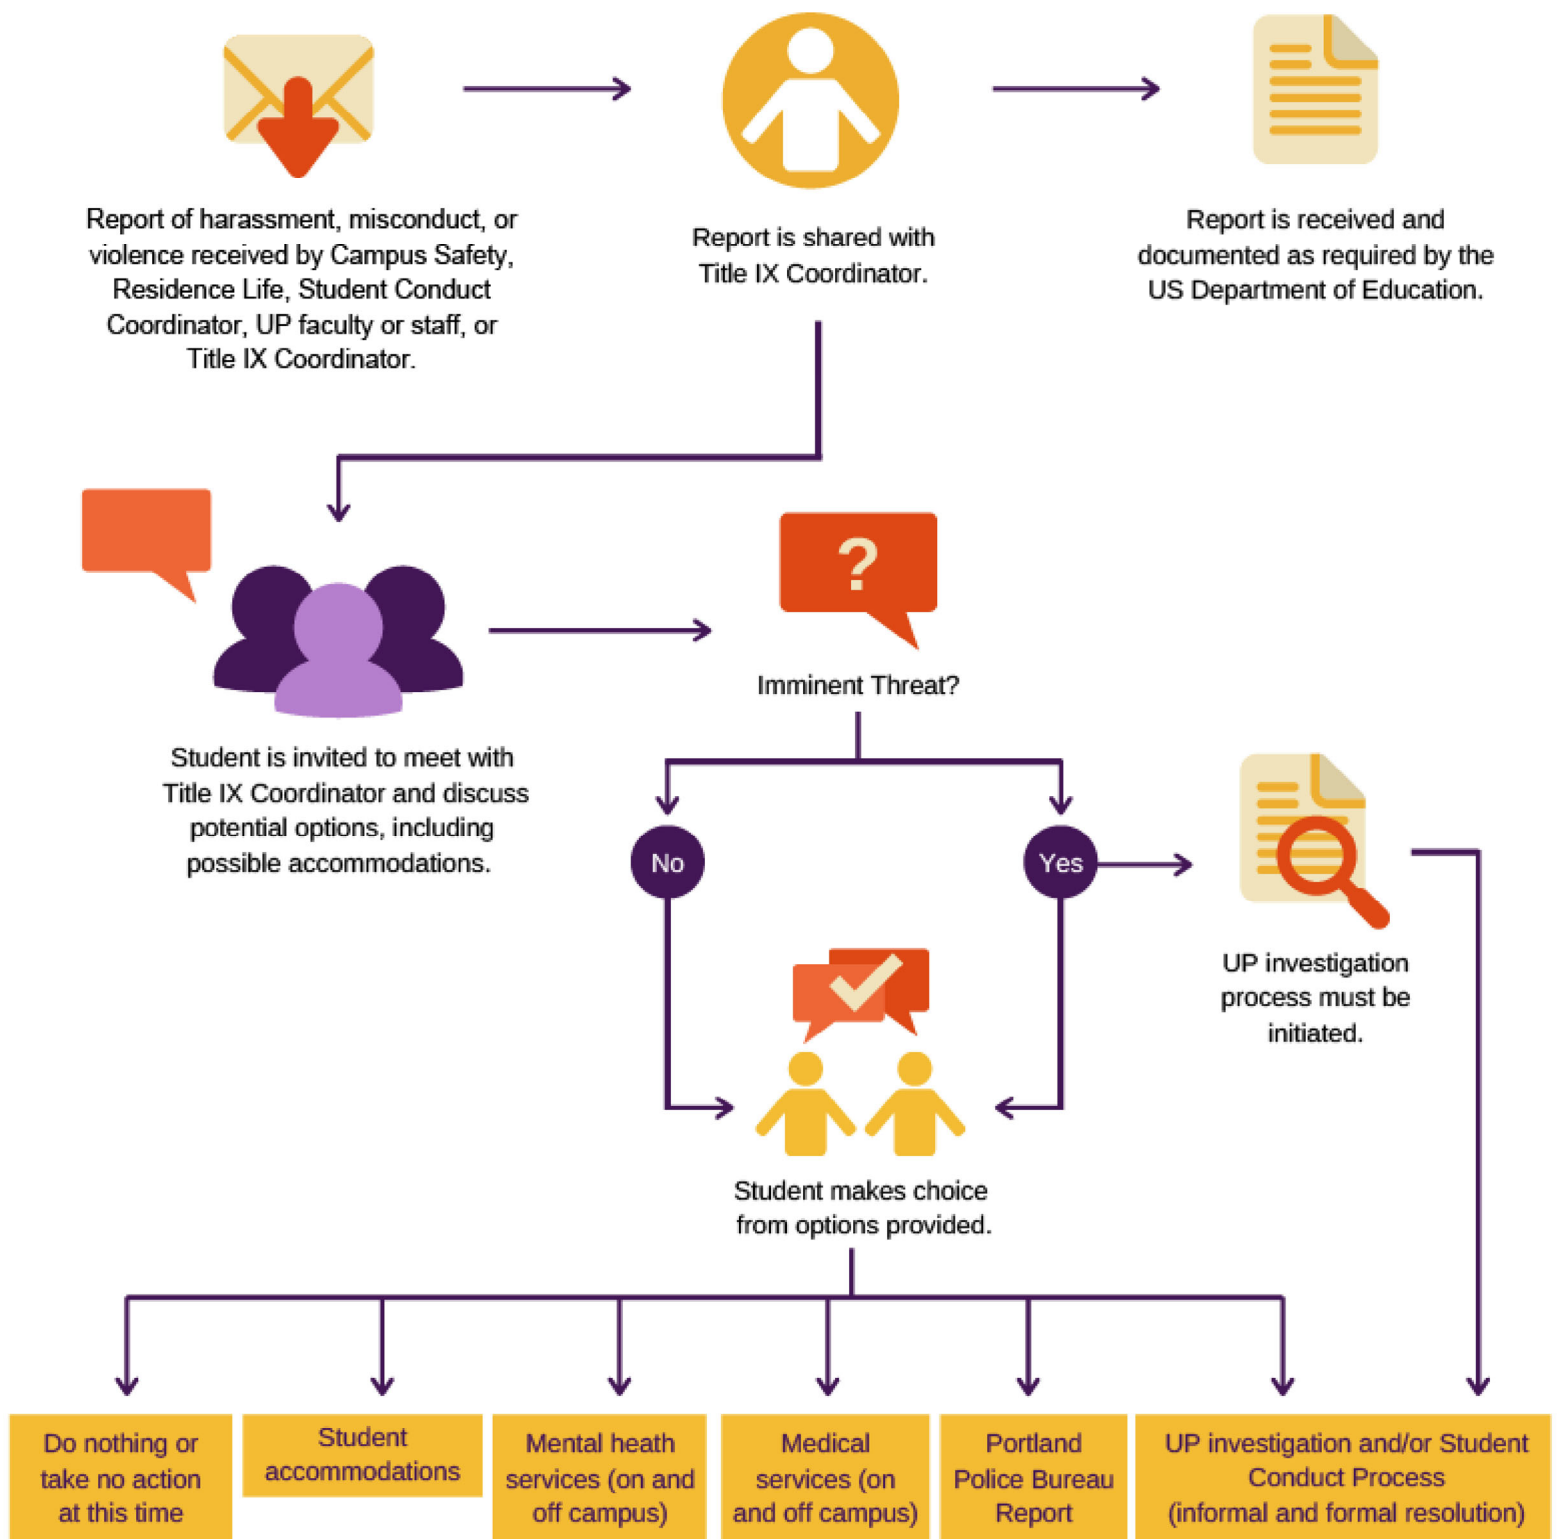 Report of harassment, misconduct, or
violence received by Campus Safety,
Residence Life, Student Conduct
Coordinator, UP faculty or staff, or
Title IX Coordinator.
Report is shared with
Title IX Coordinator.
Report is received and
documented as required by the
US Department of Education.
Student is invited to meet with
Title IX Coordinator and discuss
potential options, including
possible accommodations.
?
Imminent Threat?
No
Yes
UP investigation
process must be
initiated.
Student makes choice
from options provided.
Do nothing or
take no action
at this time
Student
accommodations
Mental heath
services (on and
off campus)
Medical
services (on
and off campus)
Portland
Police Bureau
Report
UP investigation and/or Student
Conduct Process
(informal and formal resolution)